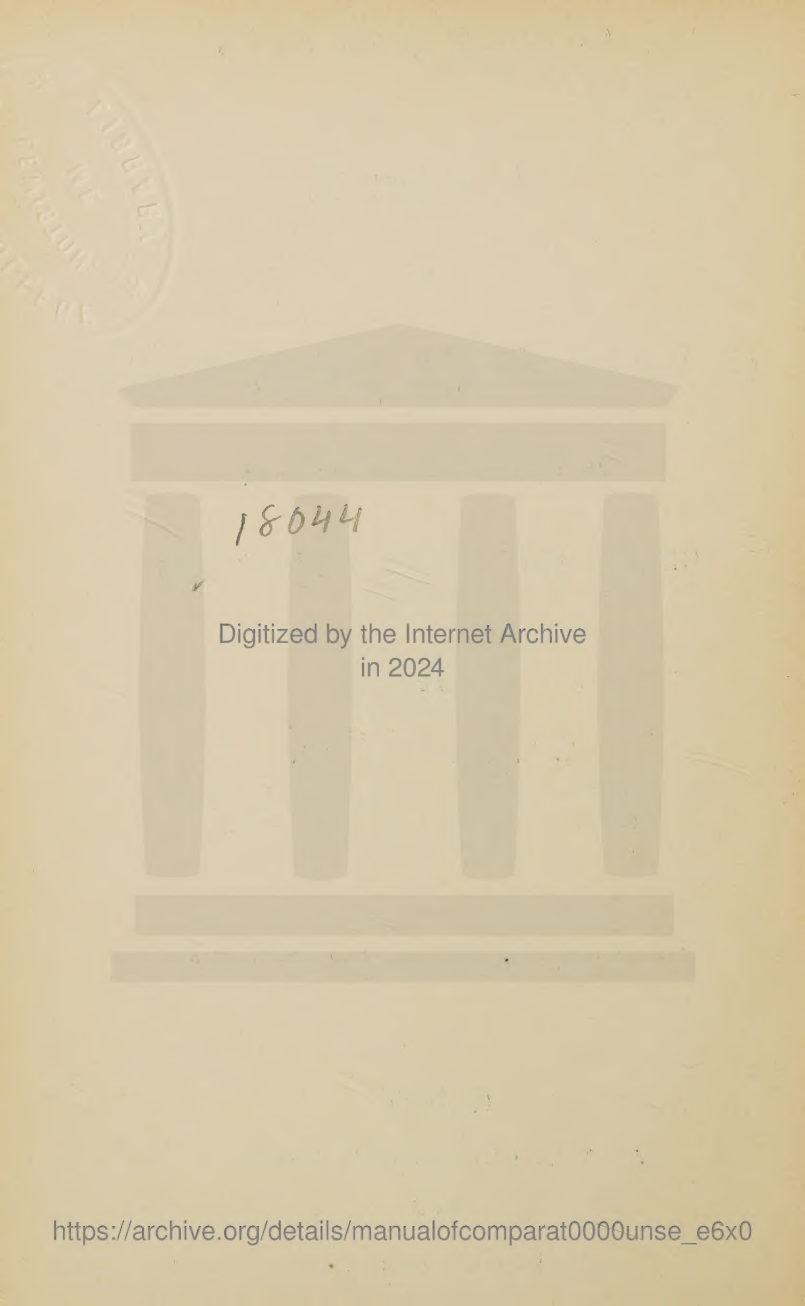 18044
Digitized by the Internet Archive
in 2024
https://archive.org/details/manualofcomparat0000unse_e6x0